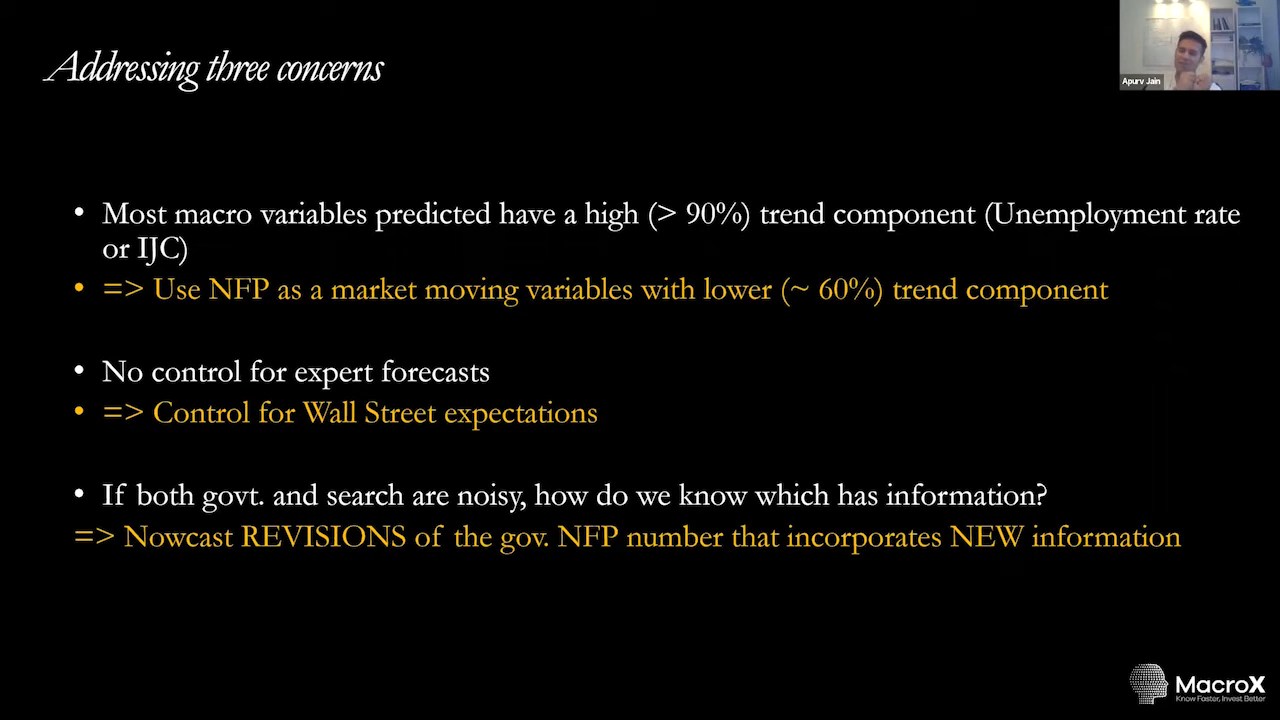 Addressing three concerns
Apurv Jain
• Most macro variables predicted have a high (> 90%) trend component (Unemployment rate
or IJC)
• => Use NFP as a market moving variables with lower (~ 60%) trend component
• No control for expert forecasts
• => Control for Wall Street expectations
• If both govt. and search are noisy, how do we know which has information?
=> Nowcast REVISIONS of the gov. NFP number that incorporates NEW information
MacroX
Know Faster, Invest Better